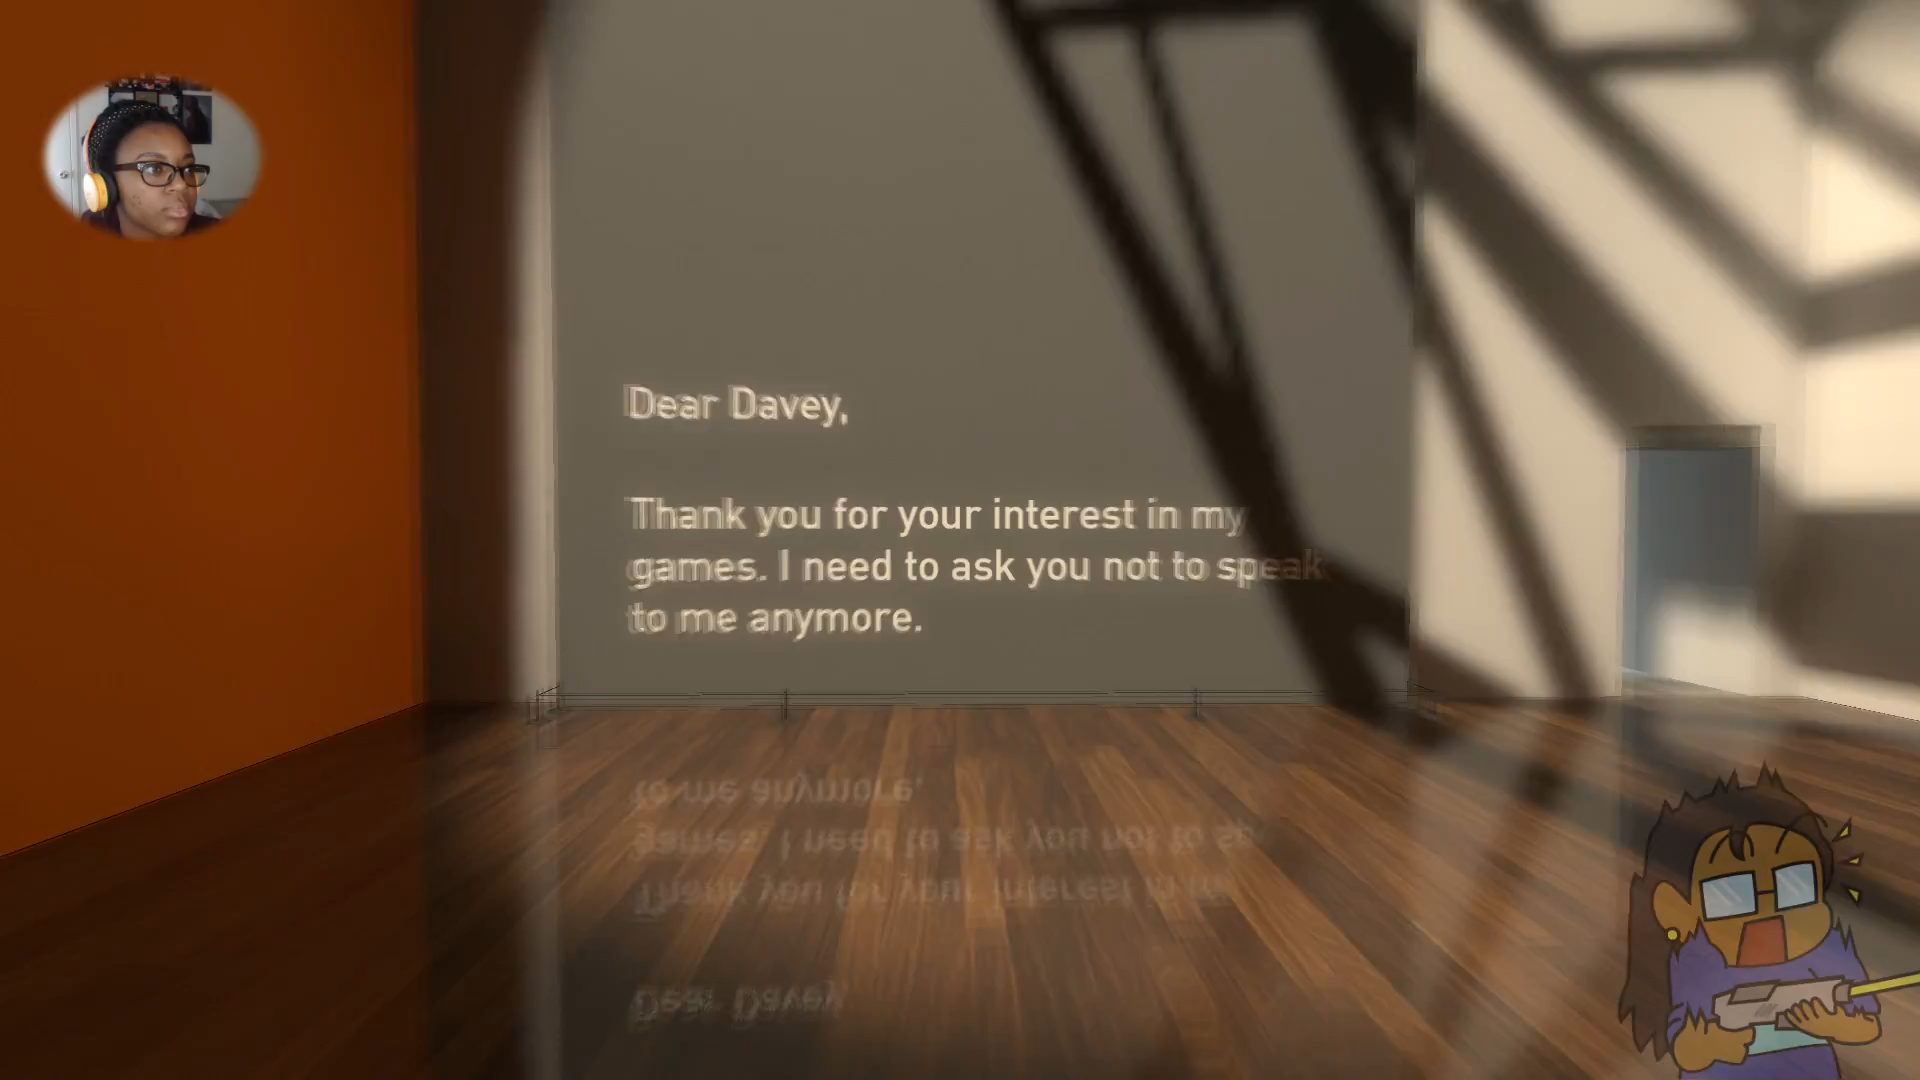 Dear Davey,
Thank you for your interest in my
games. I need to ask you not to speak
to me anymore.